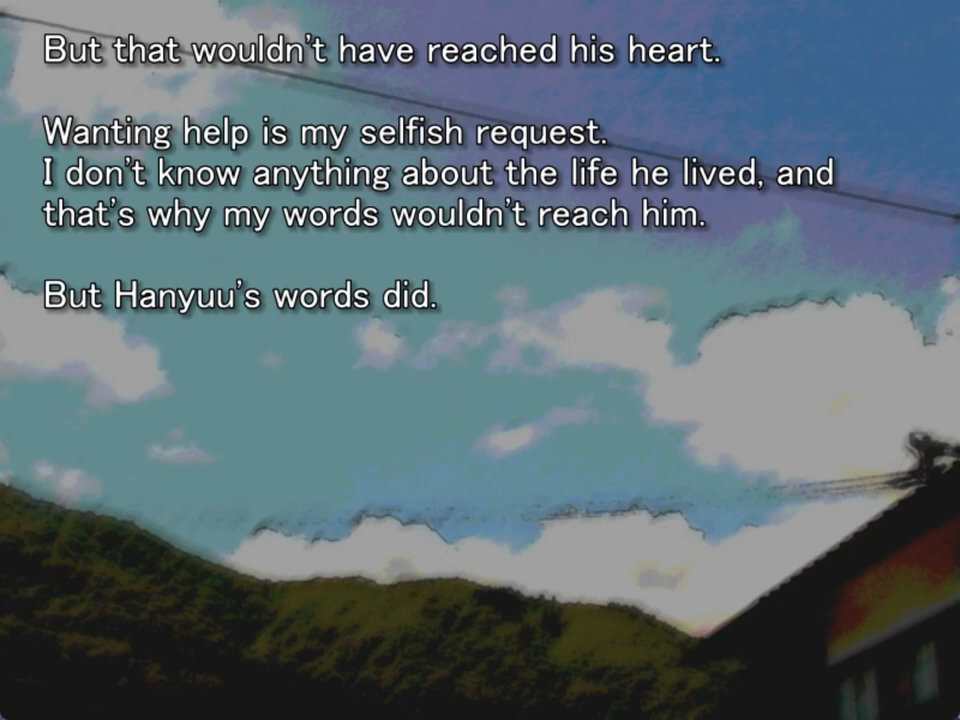 But that wouldn't have reached his heart.
Wanting help is my selfish request.
I don't know anything about the life he lived, and
that's why my words wouldn't reach him.
But Hanyuu's words did.